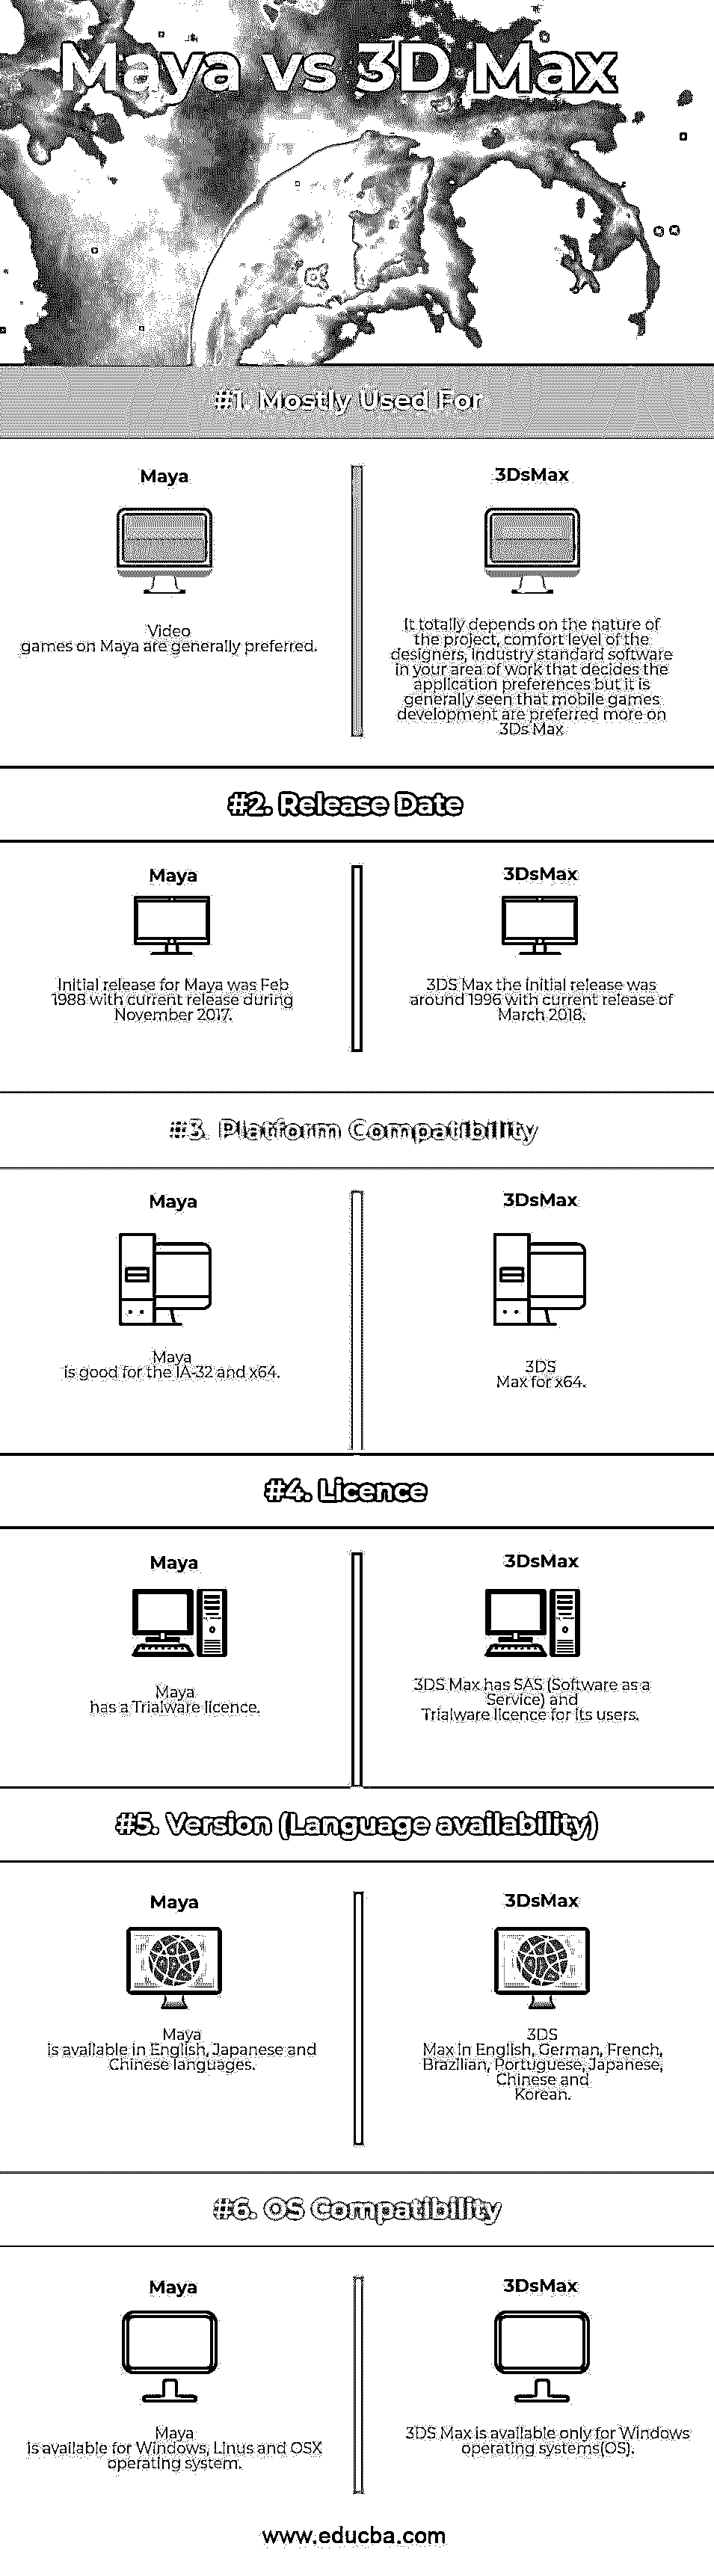 Maya vs 3D Max
#1. Mostly Used For
Maya
Video
games on Maya are generally preferred.
3DsMax
It totally depends on the nature of
the project, comfort level of the
designers, industry standard software
in your area of work that decides the
application preferences but it is
generally seen that mobile games
development are preferred more on
3Ds Max
#2. Release Date
Maya
Initial release for Maya was Feb
1988 with current release during
November 2017.
3DsMax
3DS Max the initial release was
around 1996 with current release of
March 2018.
#3. Platform Compatibility
Maya
Maya
is good for the IA-32 and x64.
3DsMax
3DS
Max for x64.
#4. Licence
Maya
Maya
has a Trialware licence.
3DsMax
3DS Max has SAS (Software as a
Service) and
Trialware licence for its users.
#5. Version (Language availability)
Maya
Maya
is available in English, Japanese and
Chinese languages.
3DsMax
3DS
Max in English, German, French,
Brazilian, Portuguese, Japanese,
Chinese and
Korean.
#6. OS Compatibility
Maya
Maya
is available for Windows, Linus and OSX
operating system.
3DsMax
3DS Max is available only for Windows
operating systems(OS).
www.educba.com